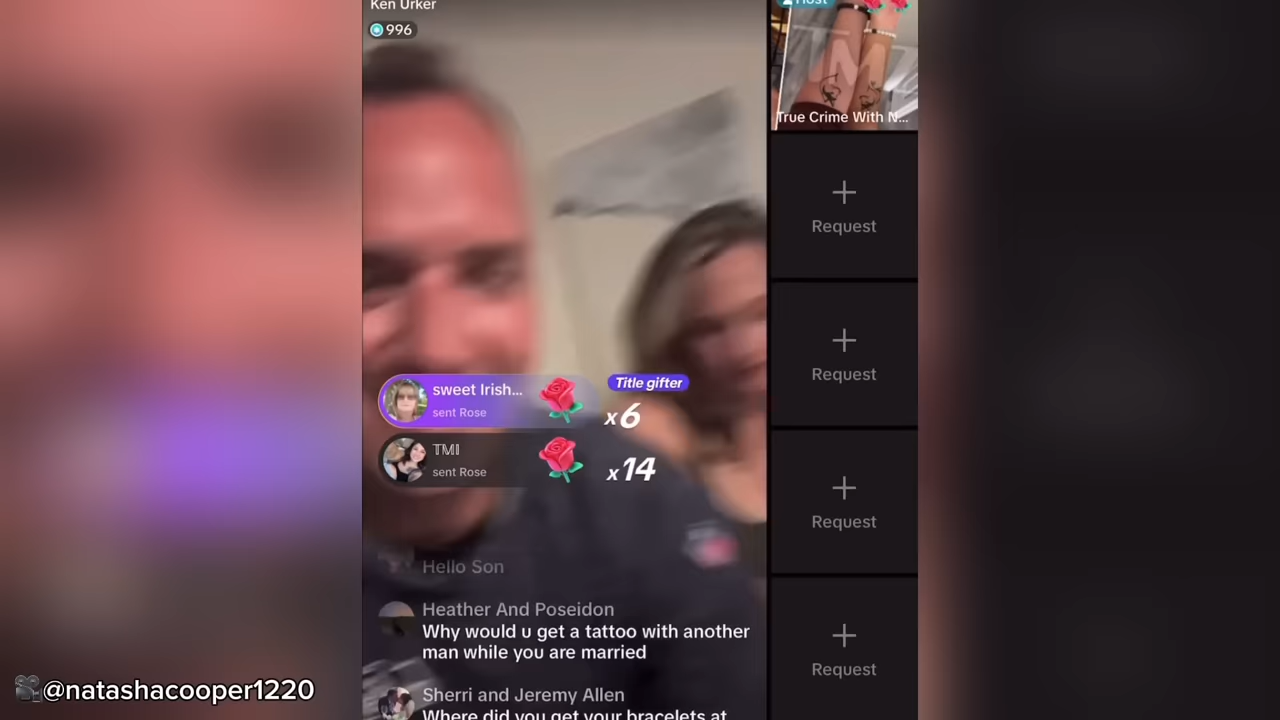 Ken Urker
996
Host
True Crime With N...
Request
Request
Request
Request
sweet Irish...
sent Rose
Title gifter
x6
TMI
sent Rose
x14
Hello Son
Heather And Poseidon
Why would u get a tattoo with another
man while you are married
Sherri and Jeremy Allen
Where did you get your bracelets at
@natashacooper1220